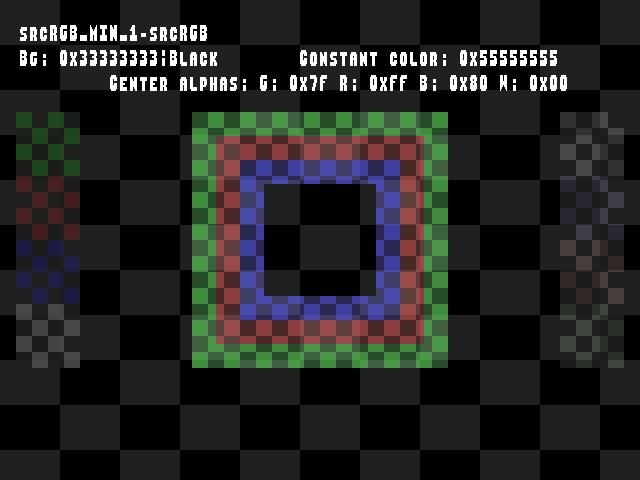 srcRGB_MIN_1-srcRGB
Bg: 0x33333333¦Black Constant color: 0x55555555
Center alphas: G: 0x7f R: 0xff B: 0x80 W: 0x00